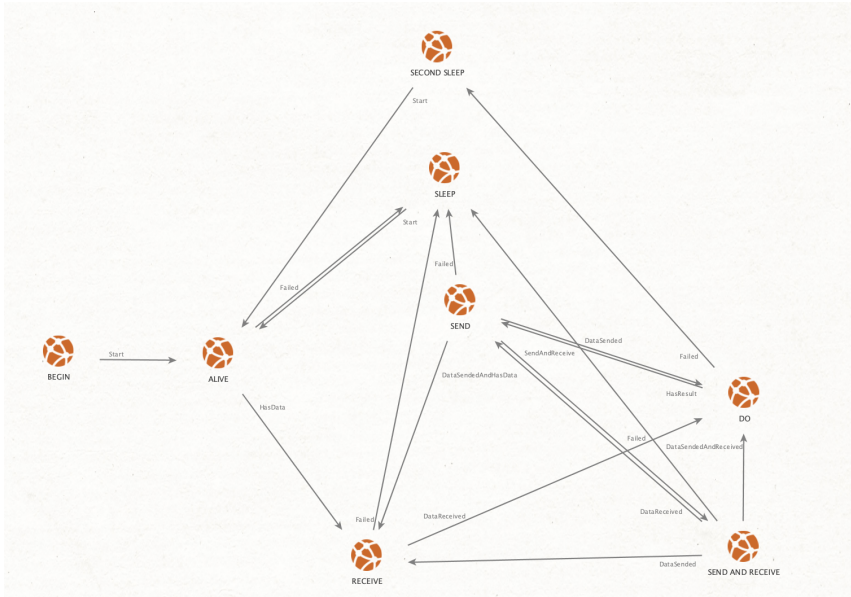 SECOND SLEEP
Start
SLEEP
Start
Failed
Failed
SEND
DataSended
SendAndReceive
Start
BEGIN
ALIVE
Failed
DataSendedAndHasData
HasResult
DO
HasData
Failed
DataSendedAndReceived
DataReceived
DataReceived
Failed
RECEIVE
DataSended
SEND AND RECEIVE